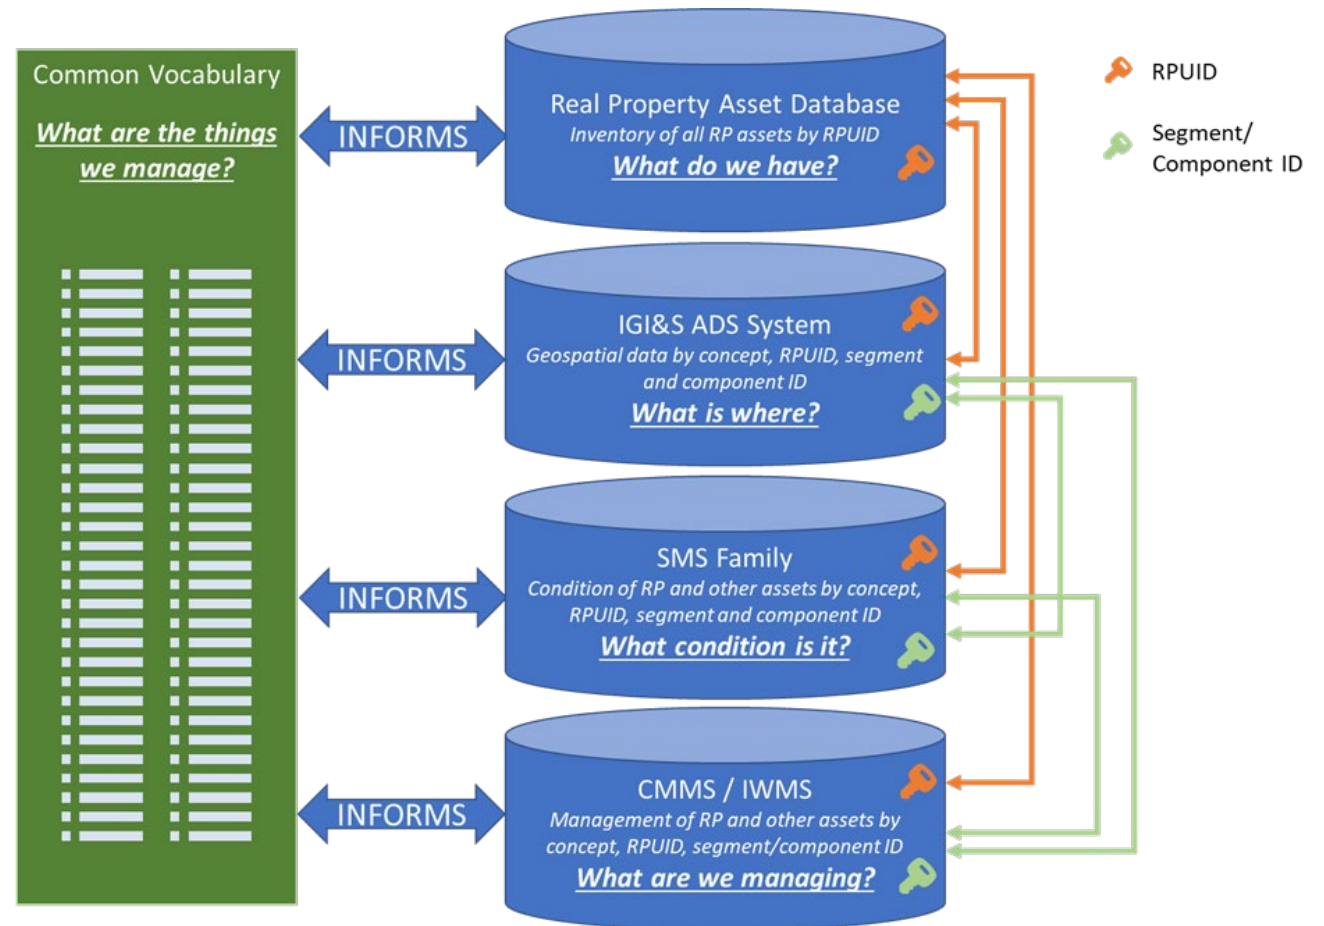 Common Vocabulary
What are the things
we manage?
INFORMS
Real Property Asset Database
Inventory of all RP assets by RPUID
What do we have?
INFORMS
IGI&S ADS System
Geospatial data by concept, RPUID, segment
and component ID
What is where?
INFORMS
SMS Family
Condition of RP and other assets by concept,
RPUID, segment and component ID
What condition is it?
INFORMS
CMMS / IWMS
Management of RP and other assets by
concept, RPUID, segment/component ID
What are we managing?
RPUID
Segment/
Component ID